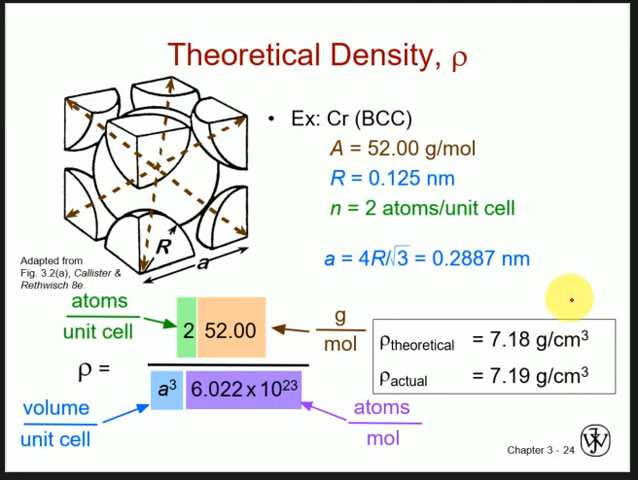 Theoretical Density, ρ
• Ex: Cr (BCC)
A = 52.00 g/mol
R = 0.125 nm
n = 2 atoms/unit cell
a = 4R/√3 = 0.2887 nm
R
a
Adapted from
Fig. 3.2(a), Callister &
Rethwisch 8e.
atoms
unit cell
2 52.00
g
mol
ρ =
a³ 6.022 x 10²³
volume
unit cell
atoms
mol
ρtheoretical = 7.18 g/cm³
ρactual = 7.19 g/cm³
Chapter 3 - 24